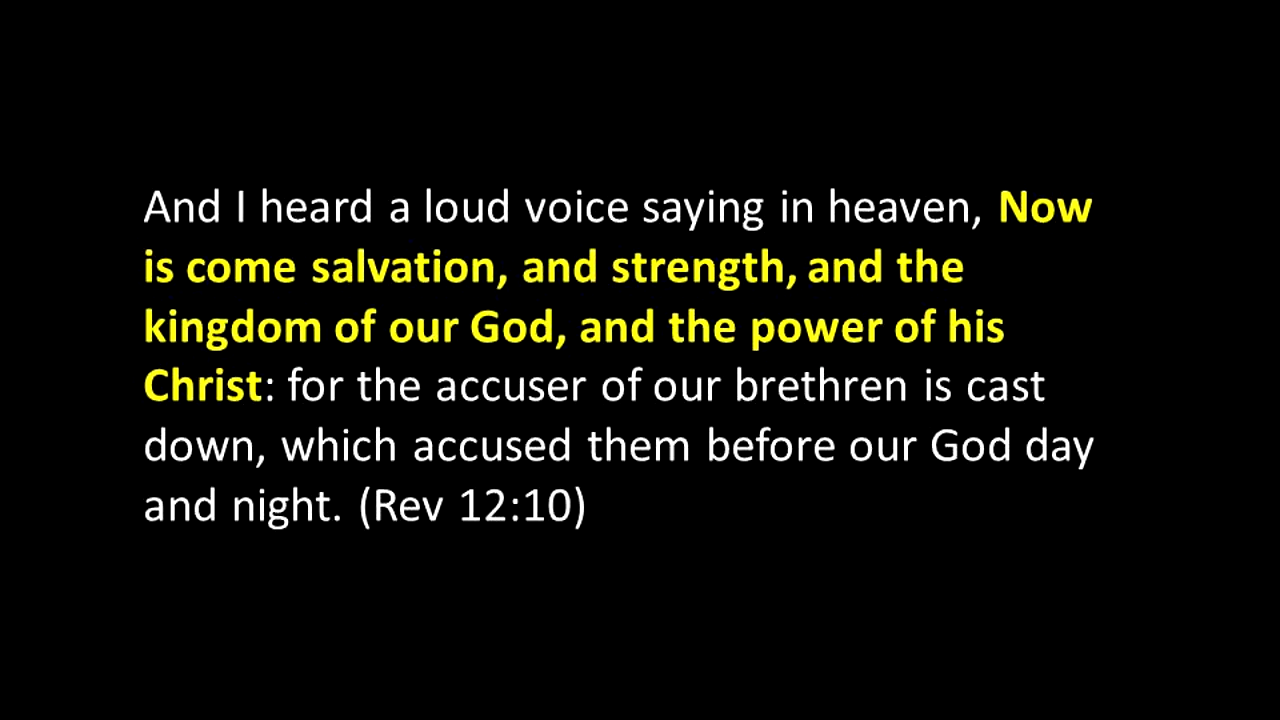 And I heard a loud voice saying in heaven, Now
is come salvation, and strength, and the
kingdom of our God, and the power of his
Christ: for the accuser of our brethren is cast
down, which accused them before our God day
and night. (Rev 12:10)